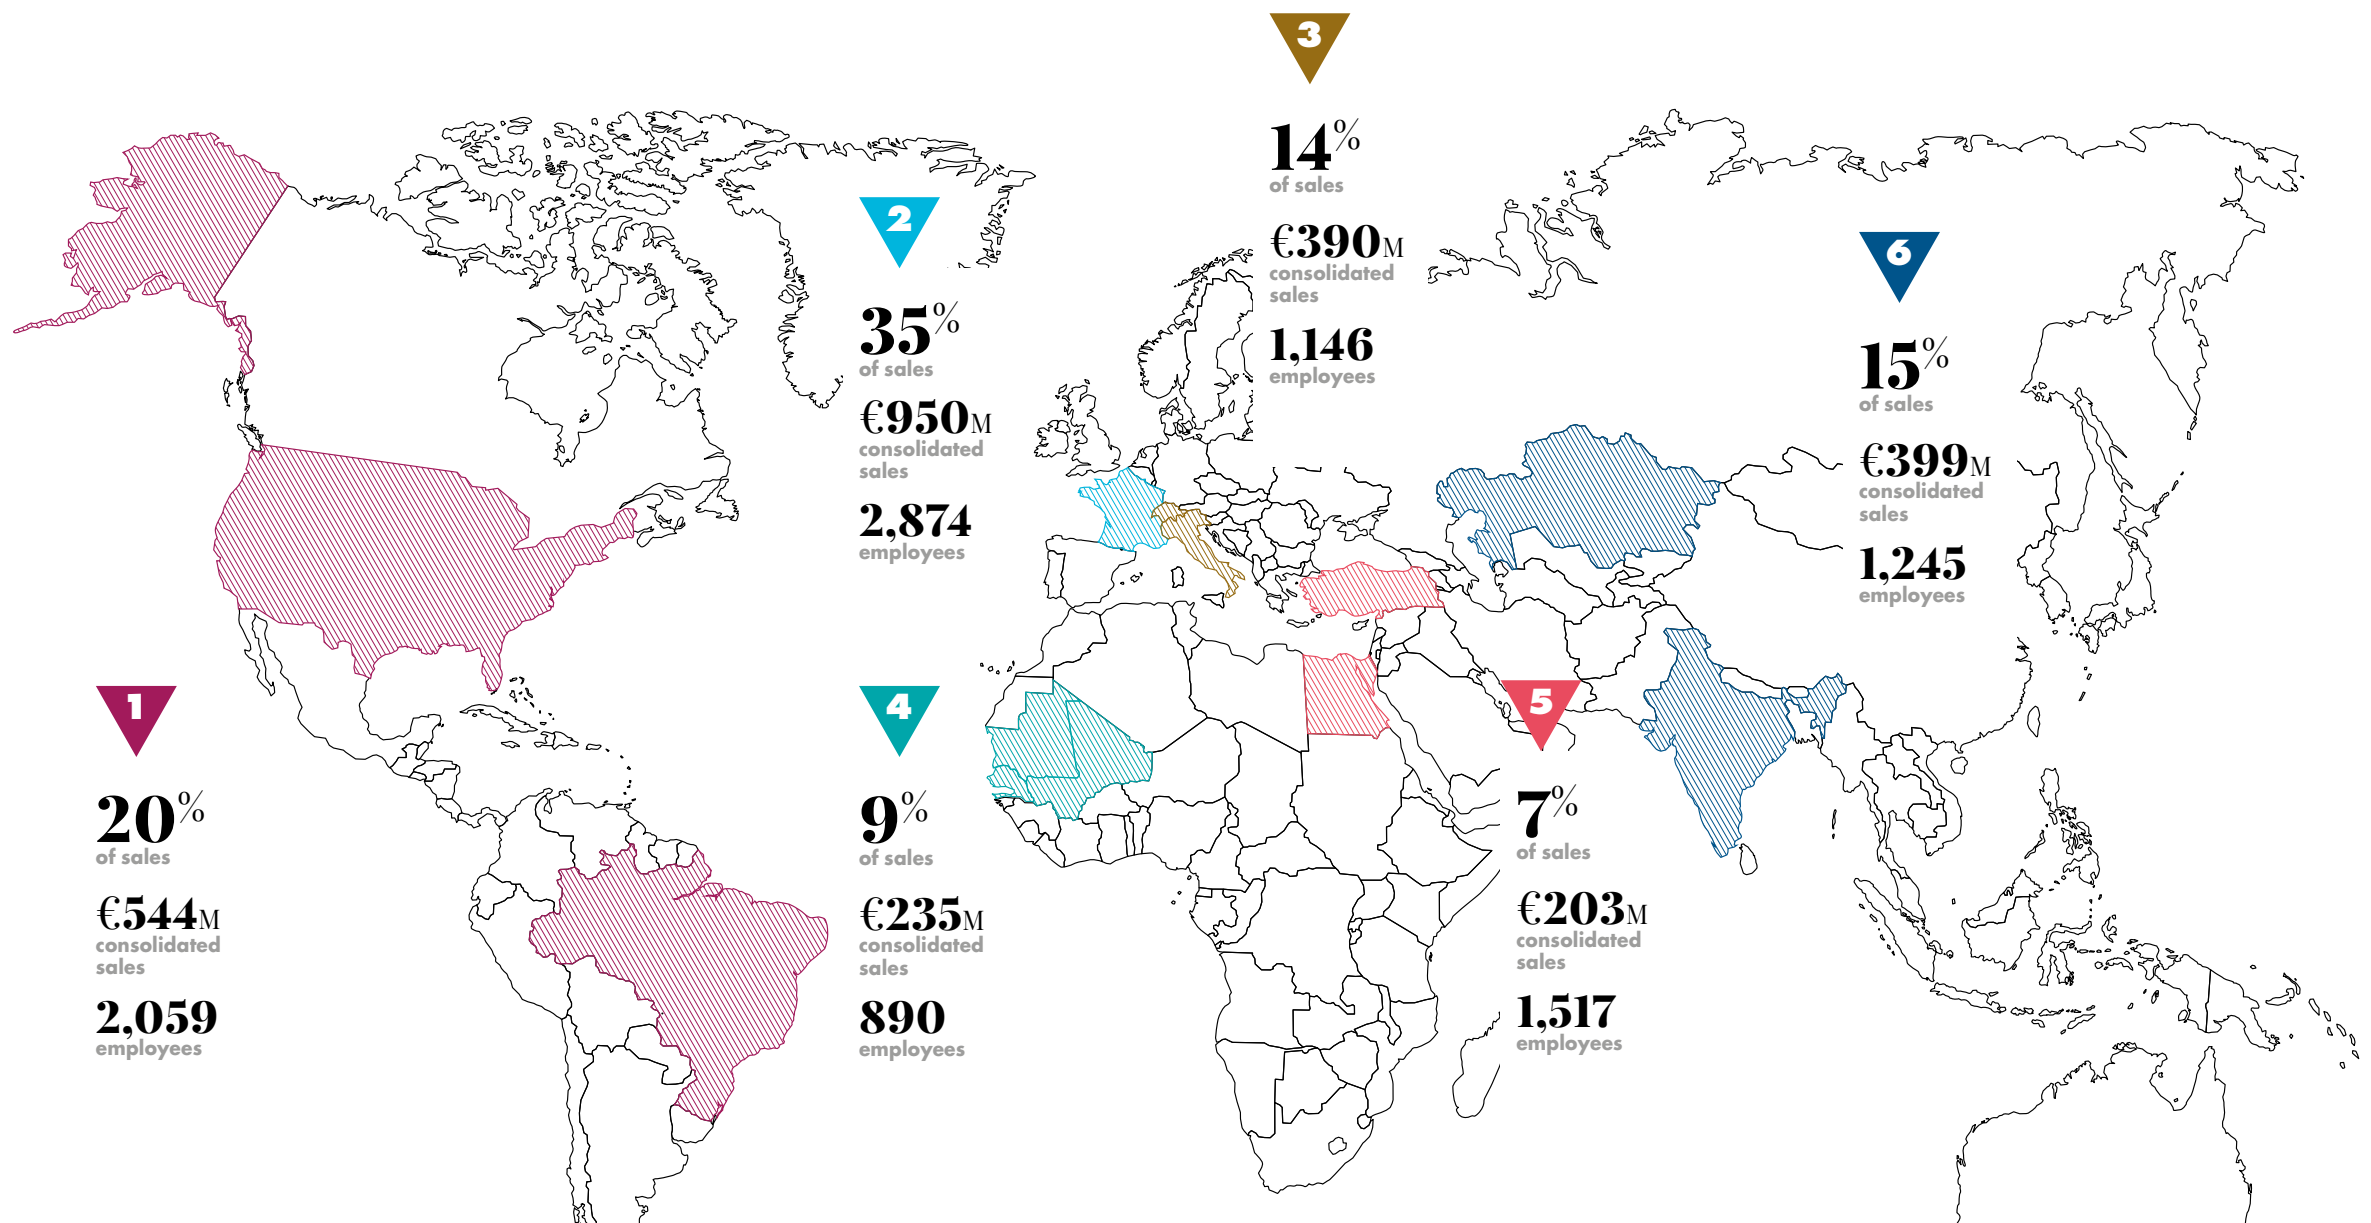 3
14%
of sales
€390M
consolidated
sales
1,146
employees
2
35%
of sales
€950M
consolidated
sales
2,874
employees
6
15%
of sales
€399M
consolidated
sales
1,245
employees
1
20%
of sales
€544M
consolidated
sales
2,059
employees
4
9%
of sales
€235M
consolidated
sales
890
employees
5
7%
of sales
€203M
consolidated
sales
1,517
employees